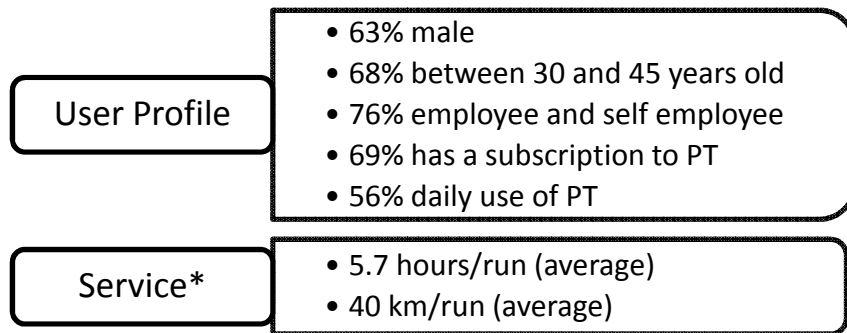 User Profile
• 63% male
• 68% between 30 and 45 years old
• 76% employee and self employee
• 69% has a subscription to PT
• 56% daily use of PT
Service*
• 5.7 hours/run (average)
• 40 km/run (average)